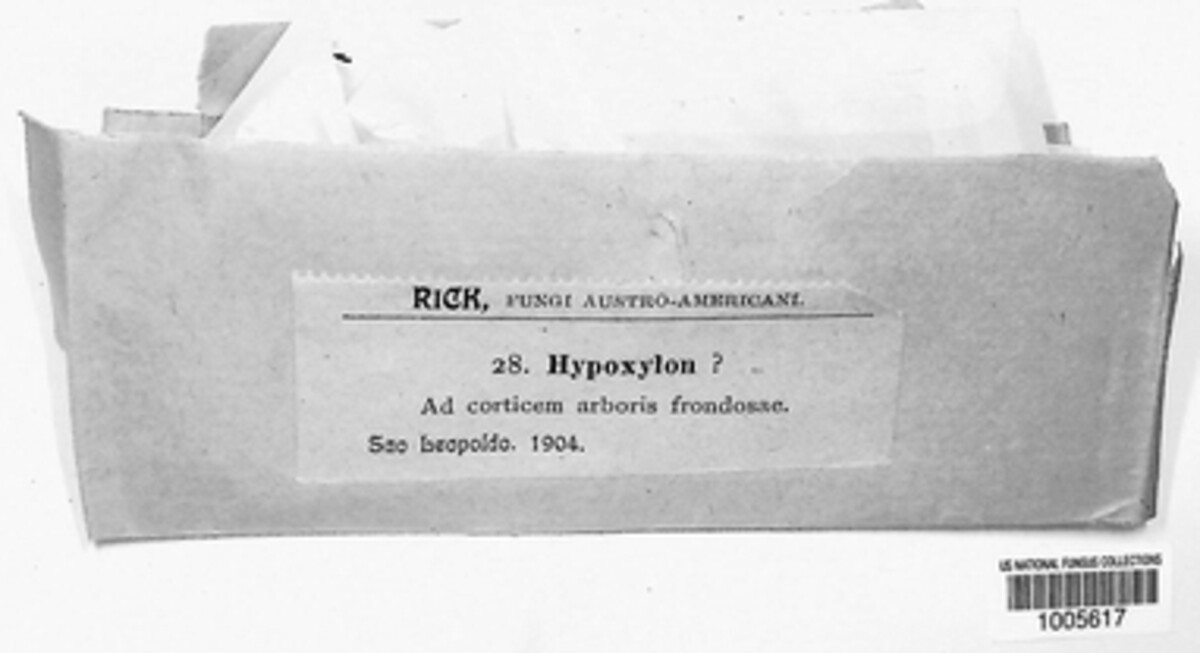 RICK, FUNGI AUSTRO-AMERICANI.
28. Hypoxylon ?
Ad corticem arboris frondosae.
Sao Leopoldo. 1904.
US NATIONAL FUNGUS COLLECTIONS
1005617